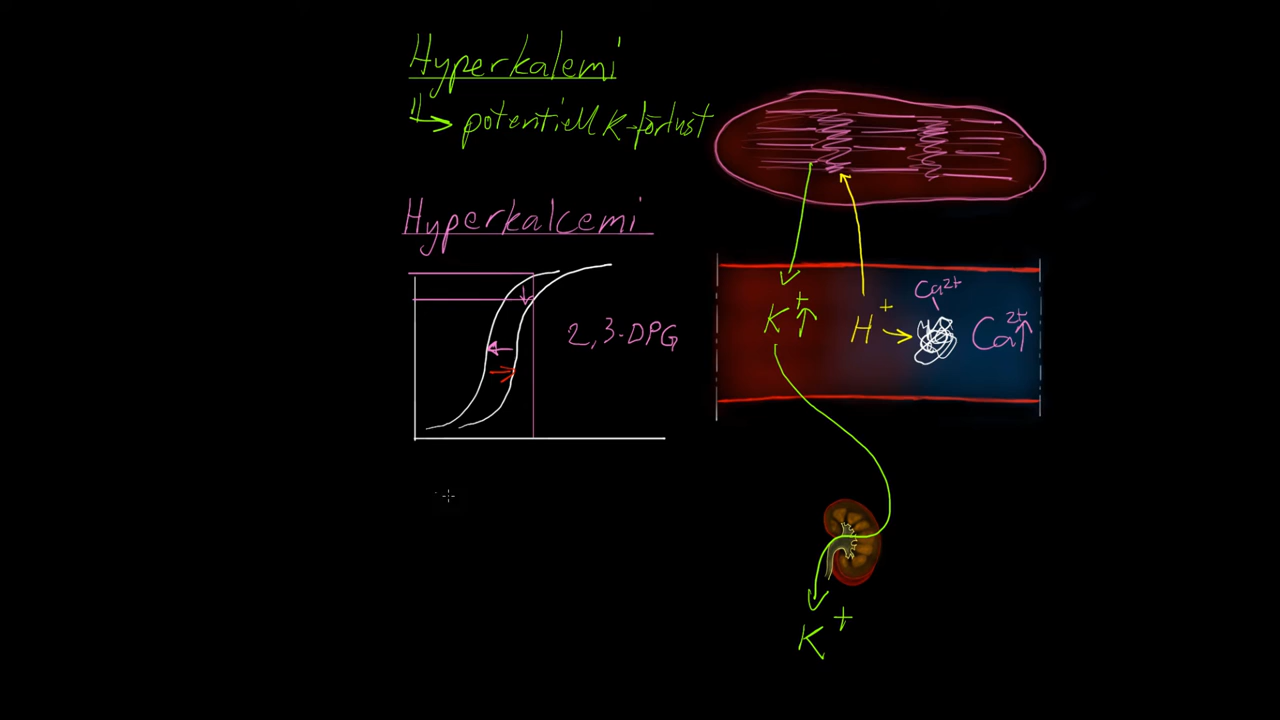 Hyperkalemi
potentiell K-förlust
Hyperkalcemi
2,3-DPG
Ca2+
K+↑
H+
Ca2+↑
K+